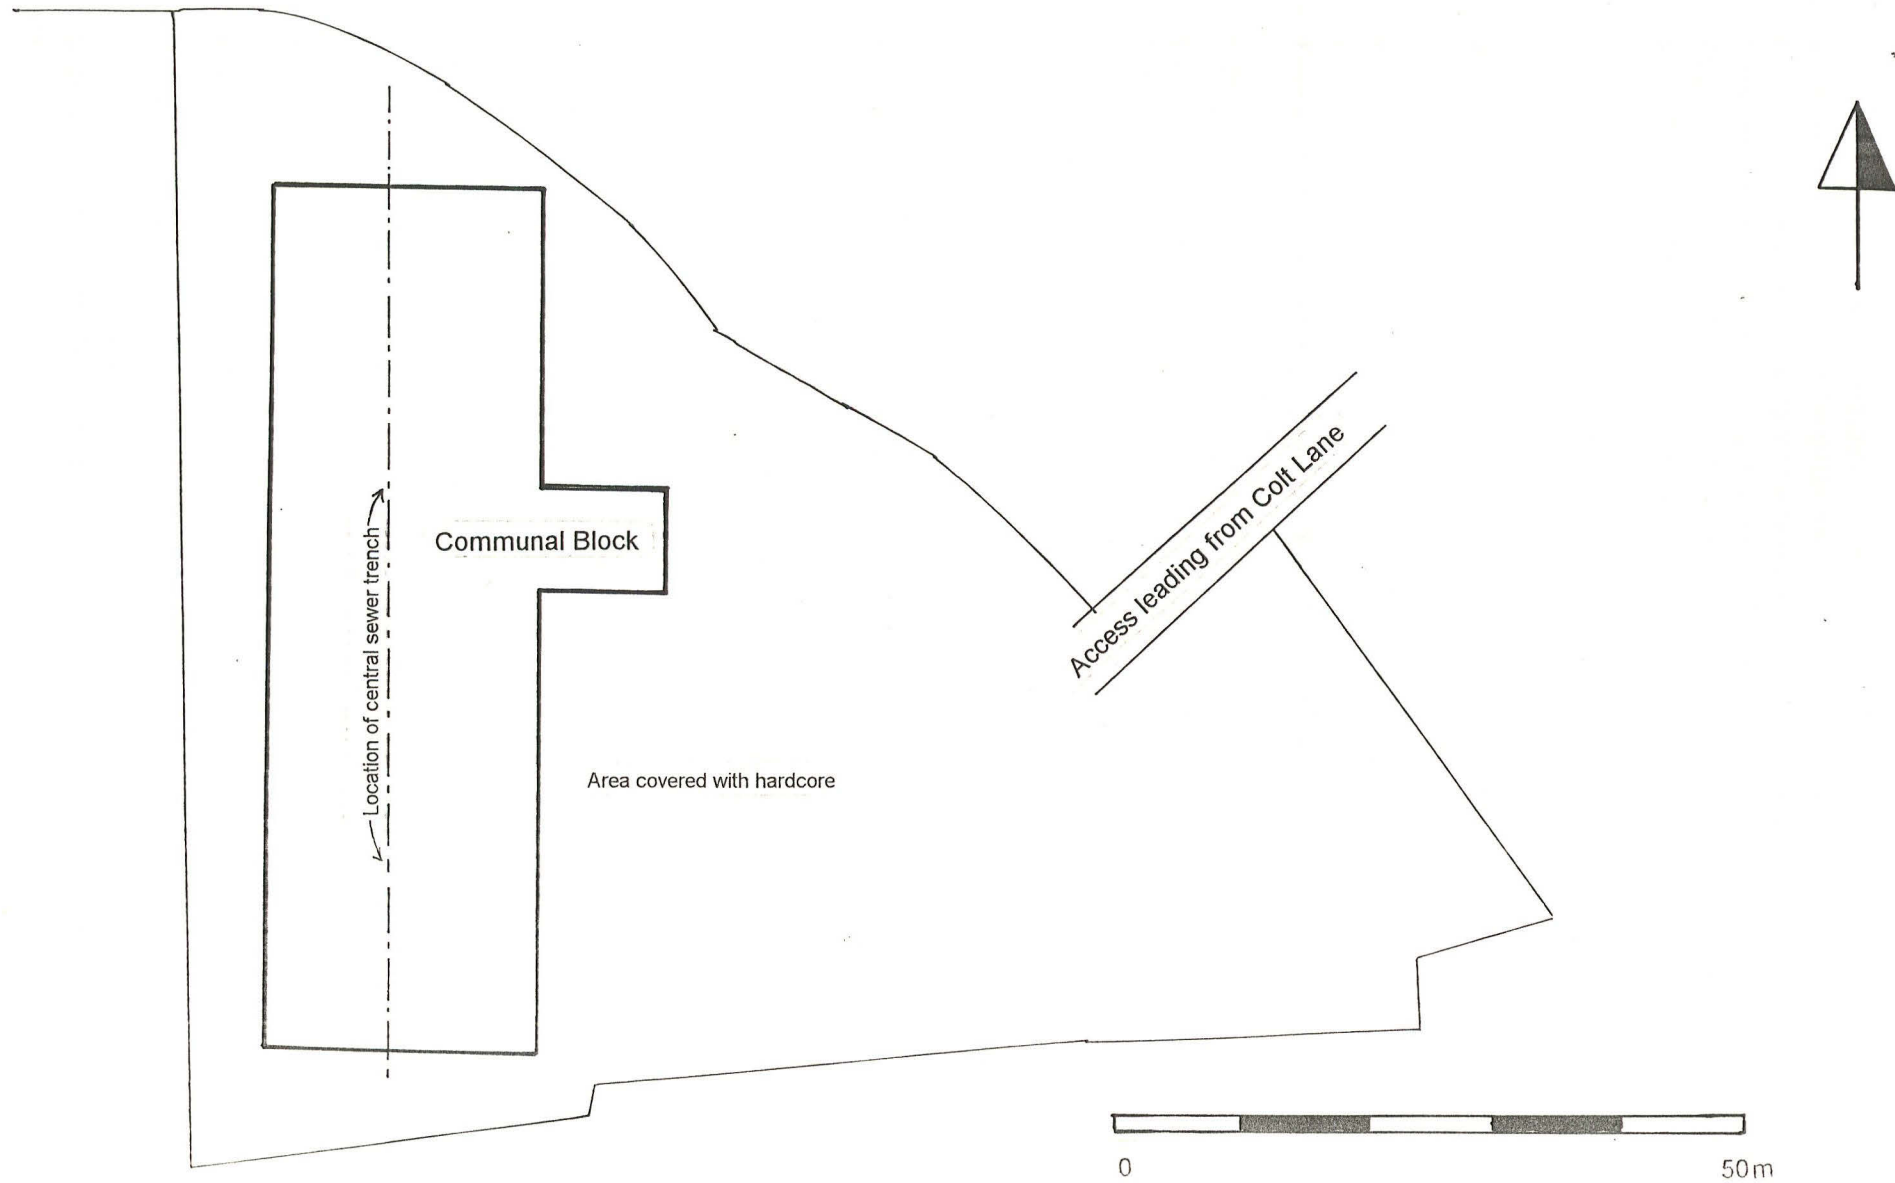 Access leading from Colt Lane
Communal Block
Location of central sewer trench
Area covered with hardcore
0
50m